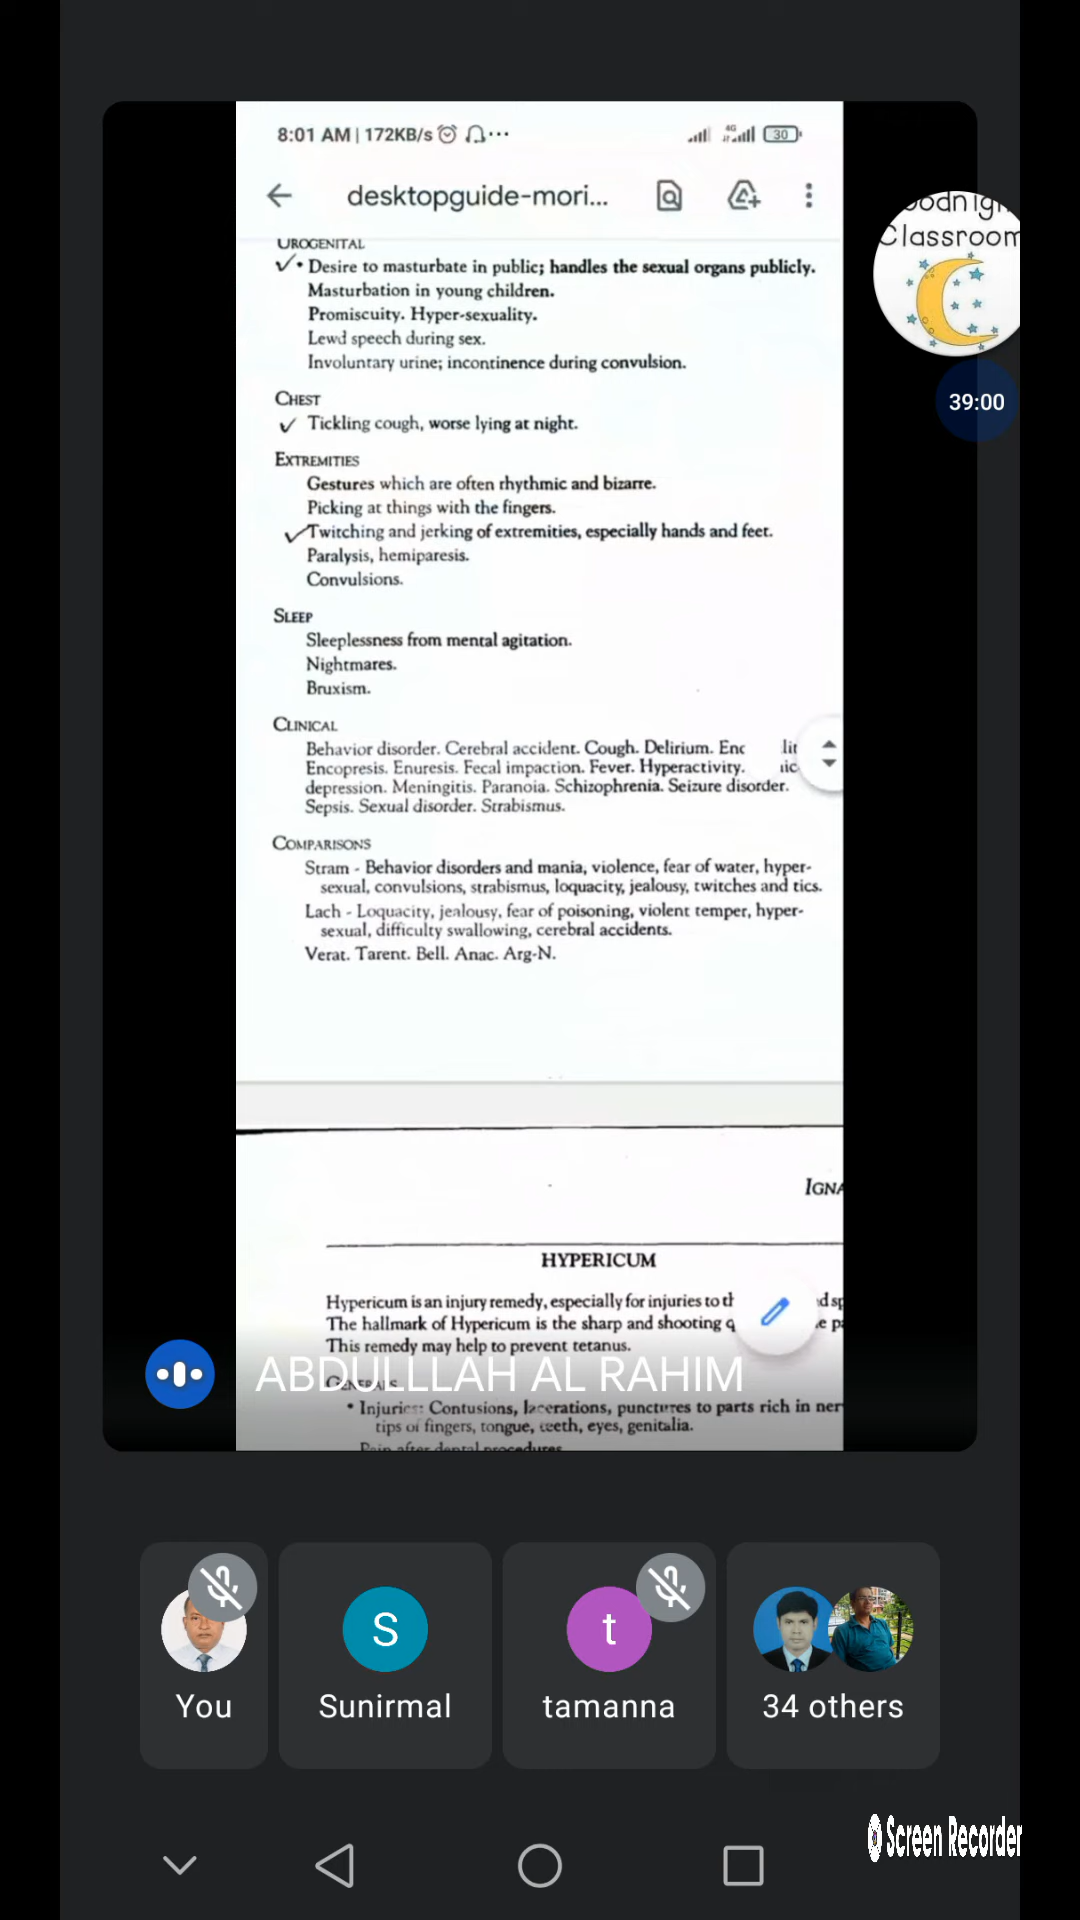 8:01 AM | 172KB/s
4G
30
desktopguide-mori...
Classroom
39:00
UROGENITAL
✓• Desire to masturbate in public; handles the sexual organs publicly.
Masturbation in young children.
Promiscuity. Hyper-sexuality.
Lewd speech during sex.
Involuntary urine; incontinence during convulsion.
CHEST
✓ Tickling cough, worse lying at night.
EXTREMITIES
Gestures which are often rhythmic and bizarre.
Picking at things with the fingers.
✓Twitching and jerking of extremities, especially hands and feet.
Paralysis, hemiparesis.
Convulsions.
SLEEP
Sleeplessness from mental agitation.
Nightmares.
Bruxism.
CLINICAL
Behavior disorder. Cerebral accident. Cough. Delirium.
Encopresis. Enuresis. Fecal impaction. Fever. Hyperactivity.
depression. Meningitis. Paranoia. Schizophrenia. Seizure disorder.
Sepsis. Sexual disorder. Strabismus.
COMPARISONS
Stram - Behavior disorders and mania, violence, fear of water, hyper-
sexual, convulsions, strabismus, loquacity, jealousy, twitches and tics.
Lach - Loquacity, jealousy, fear of poisoning, violent temper, hyper-
sexual, difficulty swallowing, cerebral accidents.
Verat. Tarent. Bell. Anac. Arg-N.
IGNA
HYPERICUM
Hypericum is an injury remedy, especially for injuries to
The hallmark of Hypericum is the sharp and shooting
This remedy may help to prevent tetanus.
GENERALS
ABDULLLAH AL RAHIM
• Injuries: Contusions, lacerations, punctures to parts rich in
tips of fingers, tongue, teeth, eyes, genitalia.
Pain after dental procedures
S
t
You
Sunirmal
tamanna
34 others
Screen Recorder